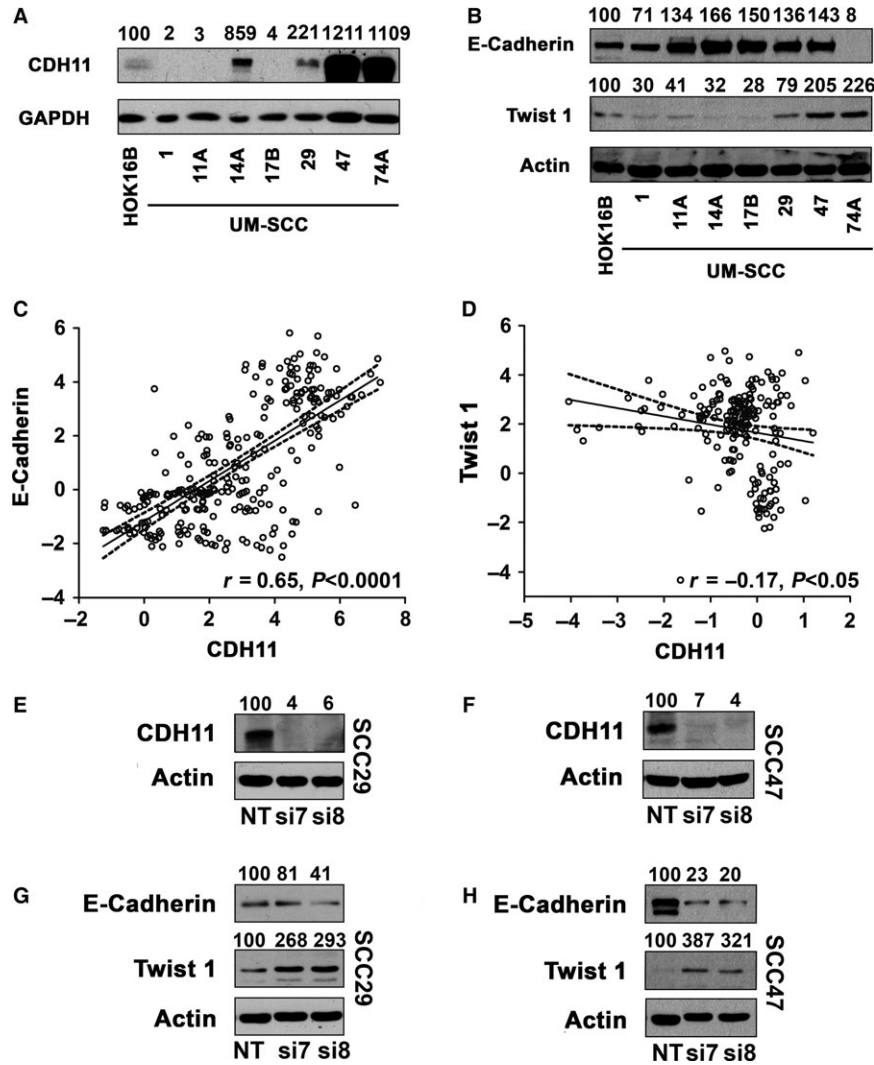 A
100 2 3 859 4 221 1211 1109
CDH11
GAPDH
HOK16B 1 11A 14A 17B 29 47 74A
UM-SCC
B
100 71 134 166 150 136 143 8
E-Cadherin
100 30 41 32 28 79 205 226
Twist 1
Actin
HOK16B 1 11A 14A 17B 29 47 74A
UM-SCC
C
6
4
2
0
–2
–4
E-Cadherin
r = 0.65, P<0.0001
–2 0 2 4 6 8
CDH11
D
6
4
2
0
–2
–4
Twist 1
r = –0.17, P<0.05
–5 –4 –3 –2 –1 0 1 2
CDH11
E
100 4 6
CDH11
Actin
NT si7 si8
SCC29
F
100 7 4
CDH11
Actin
NT si7 si8
SCC47
G
100 81 41
E-Cadherin
100 268 293
Twist 1
Actin
NT si7 si8
SCC29
H
100 23 20
E-Cadherin
100 387 321
Twist 1
Actin
NT si7 si8
SCC47